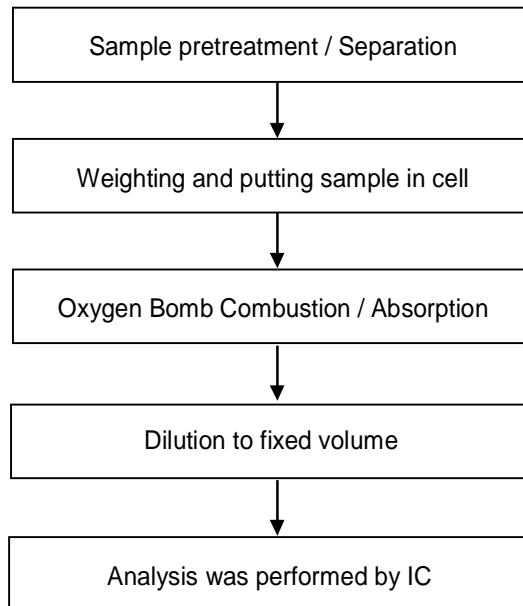 Sample pretreatment / Separation
Weighting and putting sample in cell
Oxygen Bomb Combustion / Absorption
Dilution to fixed volume
Analysis was performed by IC